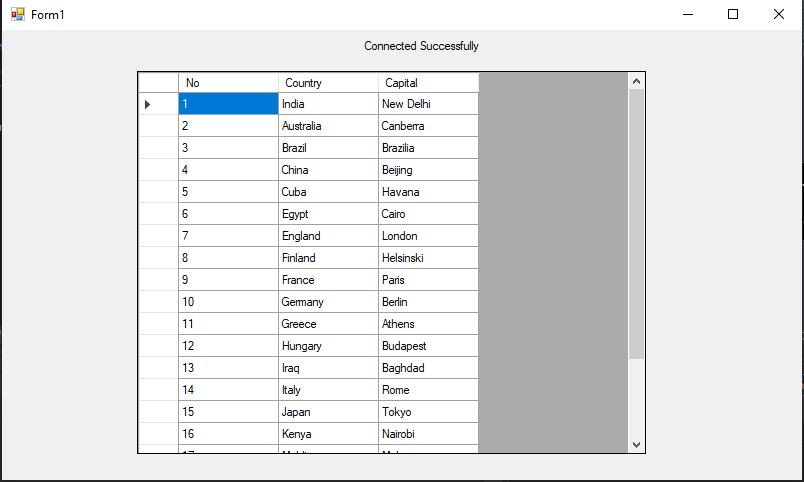 Form1
Connected Successfully
No Country Capital
1 India New Delhi
2 Australia Canberra
3 Brazil Brazilia
4 China Beijing
5 Cuba Havana
6 Egypt Cairo
7 England London
8 Finland Helsinski
9 France Paris
10 Germany Berlin
11 Greece Athens
12 Hungary Budapest
13 Iraq Baghdad
14 Italy Rome
15 Japan Tokyo
16 Kenya Nairobi
17